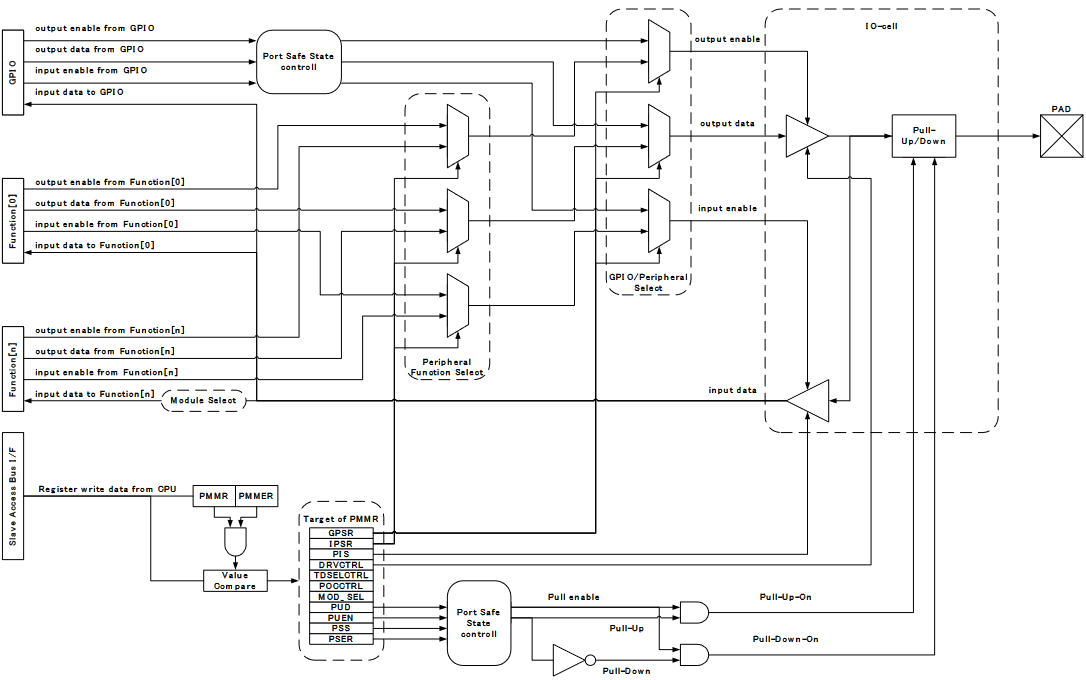 output enable from GPIO
output data from GPIO
input enable from GPIO
input data to GPIO
GPIO
Port Safe State
controll
output enable
IO-cell
output data
Pull-
Up/Down
PAD
input enable
GPIO/Peripheral
Select
output enable from Function[0]
output data from Function[0]
input enable from Function[0]
input data to Function[0]
Function[0]
output enable from Function[n]
output data from Function[n]
input enable from Function[n]
input data to Function[n]
Function[n]
Module Select
Peripheral
Function Select
input data
Slave Access Bus I/F
Register write data from CPU
PMMR
PMMER
Value
Compare
Target of PMMR
GPSR
IPSR
PIS
DRVCTRL
TDSELCTRL
POCCTRL
MOD_SEL
PUD
PUEN
PSS
PSER
Port Safe
State
controll
Pull enable
Pull-Up
Pull-Down
Pull-Up-On
Pull-Down-On